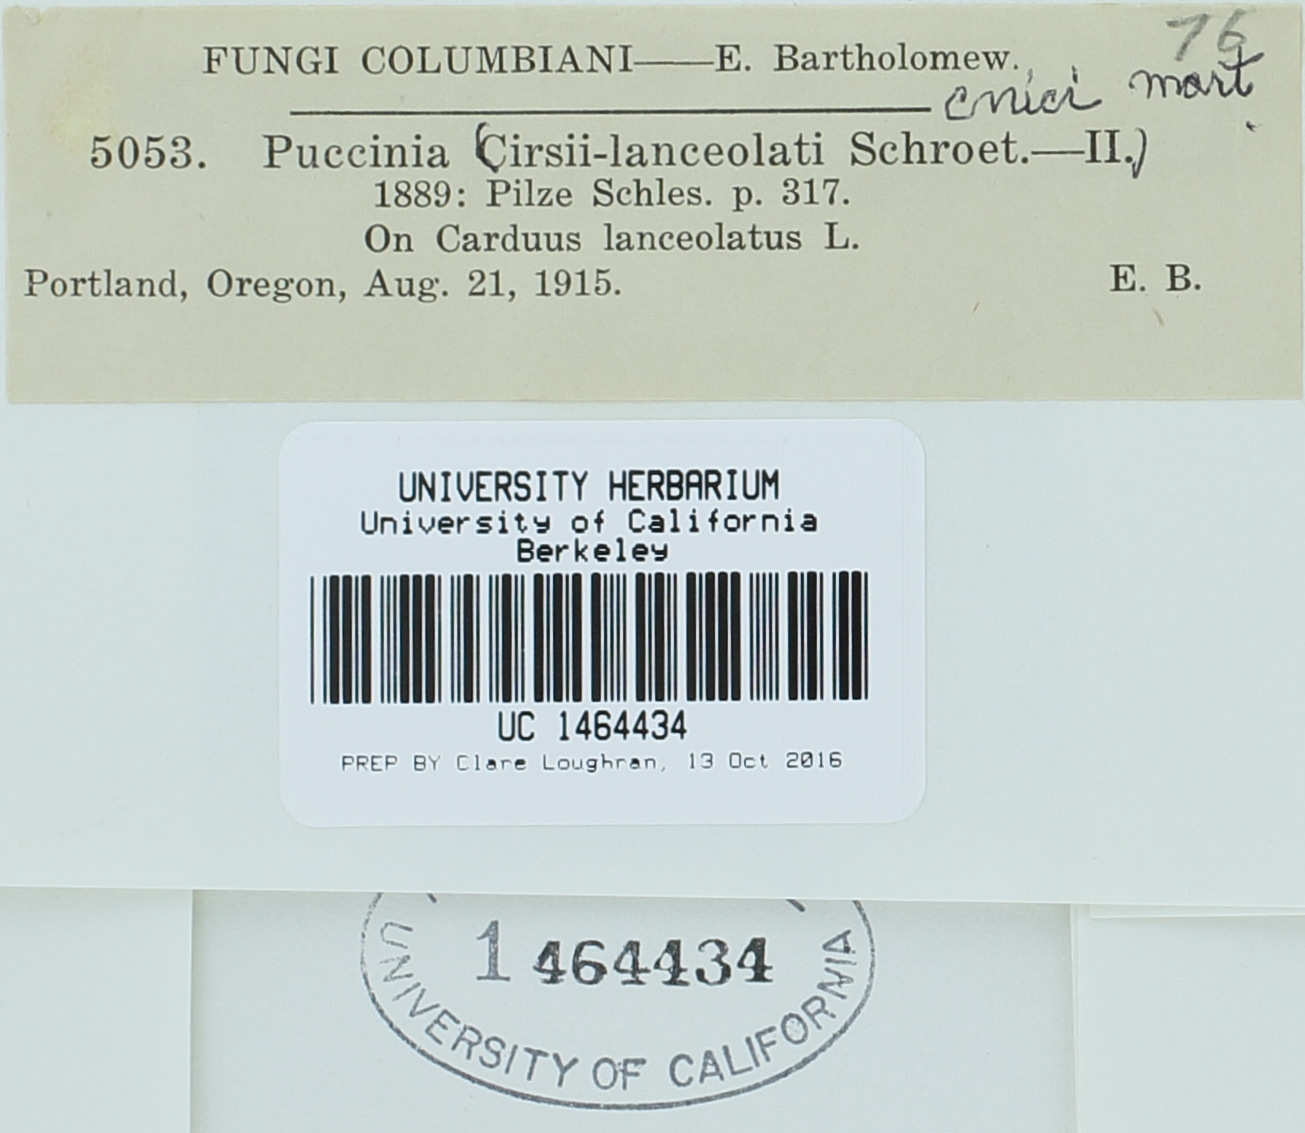 76
FUNGI COLUMBIANI——E. Bartholomew.
cnici mart.
5053. Puccinia (Cirsii-lanceolati Schroet.—II.)
1889: Pilze Schles. p. 317.
On Carduus lanceolatus L.
Portland, Oregon, Aug. 21, 1915. E. B.
UNIVERSITY HERBARIUM
University of California
Berkeley
UC 1464434
PREP BY Clare Loughran, 13 Oct 2016
1464434
UNIVERSITY OF CALIFORNIA